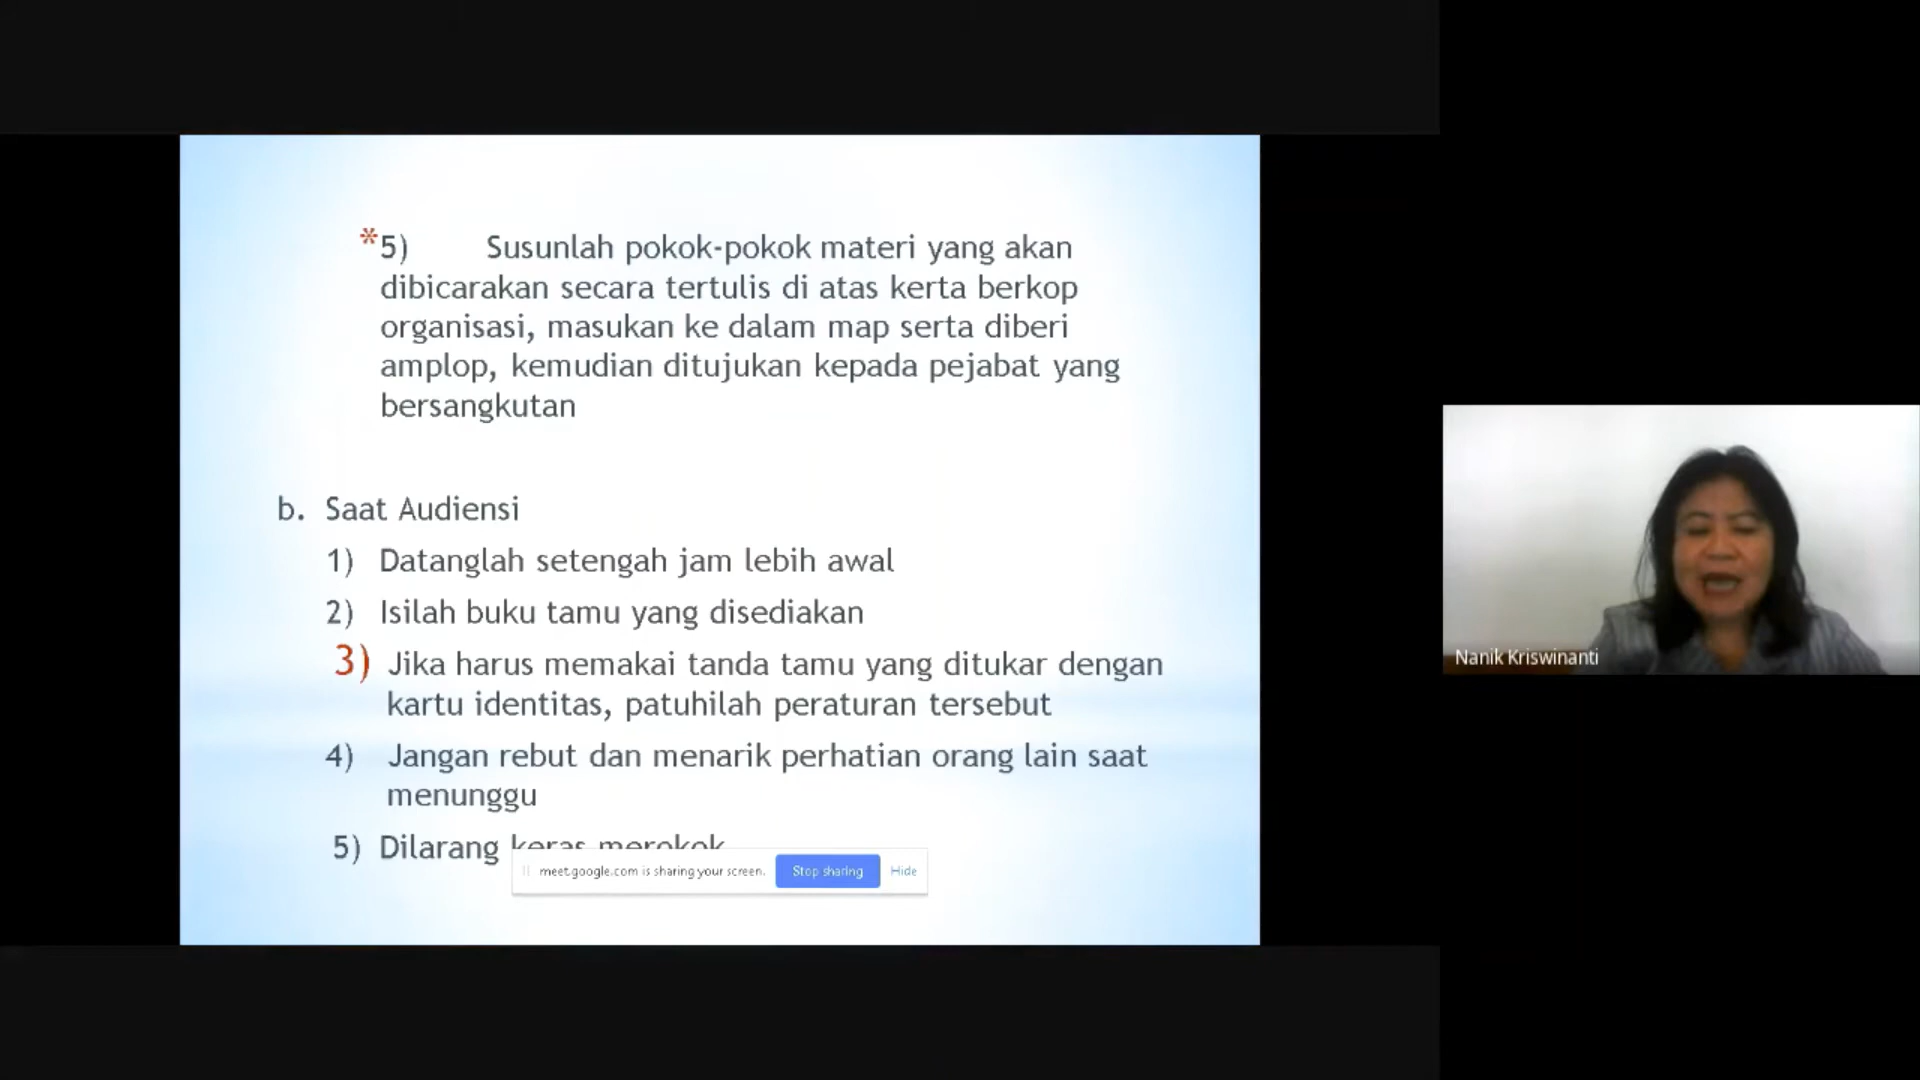 *5) Susunlah pokok-pokok materi yang akan
dibicarakan secara tertulis di atas kerta berkop
organisasi, masukan ke dalam map serta diberi
amplop, kemudian ditujukan kepada pejabat yang
bersangkutan
b. Saat Audiensi
1) Datanglah setengah jam lebih awal
2) Isilah buku tamu yang disediakan
3) Jika harus memakai tanda tamu yang ditukar dengan
kartu identitas, patuhilah peraturan tersebut
4) Jangan rebut dan menarik perhatian orang lain saat
menunggu
5) Dilarang keras merokok
meet.google.com is sharing your screen. Stop sharing Hide
Nanik Kriswinanti